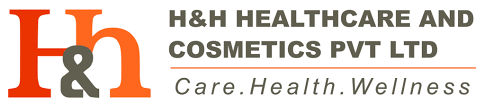 H&h
H&H HEALTHCARE AND
COSMETICS PVT LTD
Care.Health.Wellness